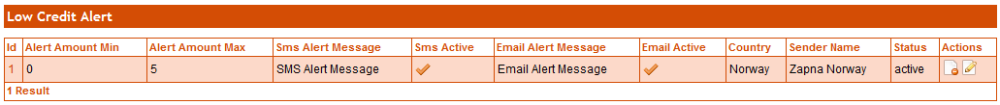 Low Credit Alert
Id Alert Amount Min Alert Amount Max Sms Alert Message Sms Active Email Alert Message Email Active Country Sender Name Status Actions
1 0 5 SMS Alert Message Email Alert Message Norway Zapna Norway active
1 Result